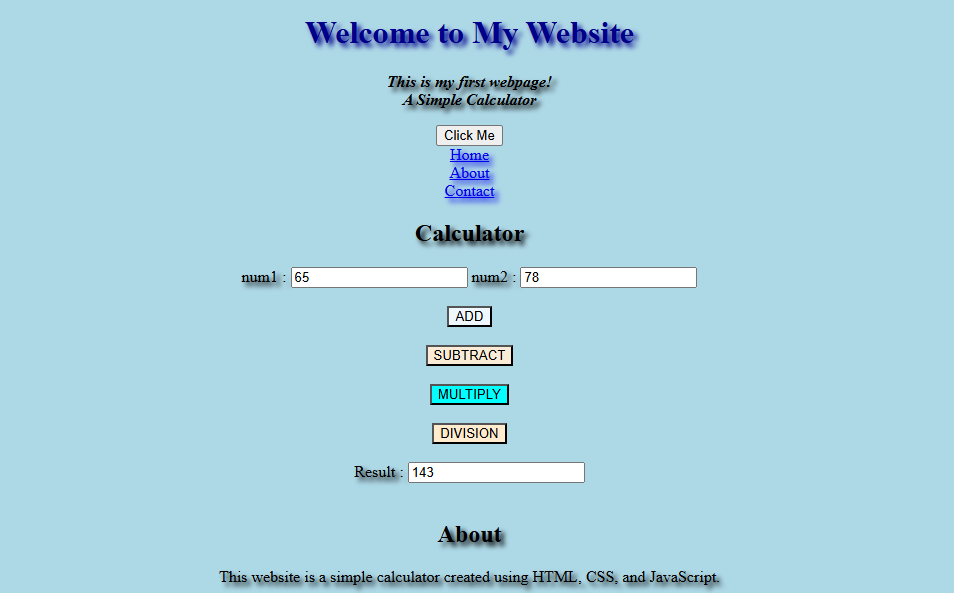 Welcome to My Website
This is my first webpage!
A Simple Calculator
Click Me
Home
About
Contact
Calculator
num1 : 65 num2 : 78
ADD
SUBTRACT
MULTIPLY
DIVISION
Result : 143
About
This website is a simple calculator created using HTML, CSS, and JavaScript.